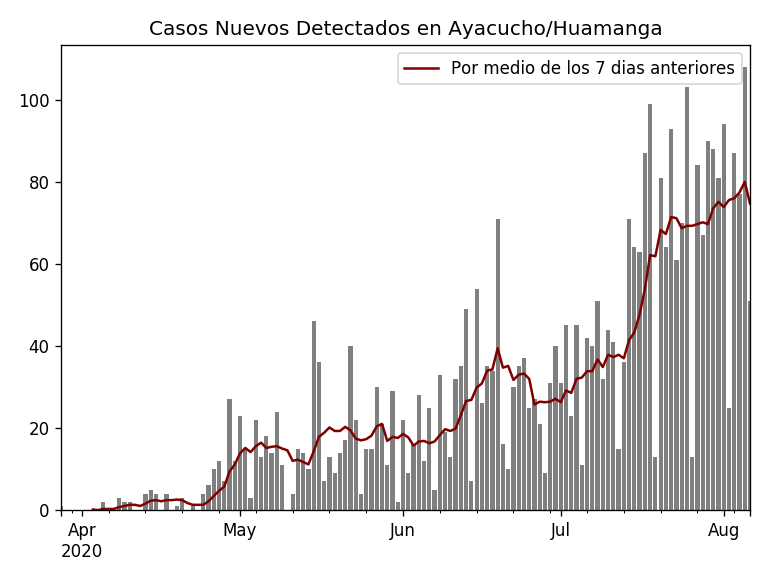 Casos Nuevos Detectados en Ayacucho/Huamanga
Por medio de los 7 dias anteriores
100
80
60
40
20
0
Apr May Jun Jul Aug
2020